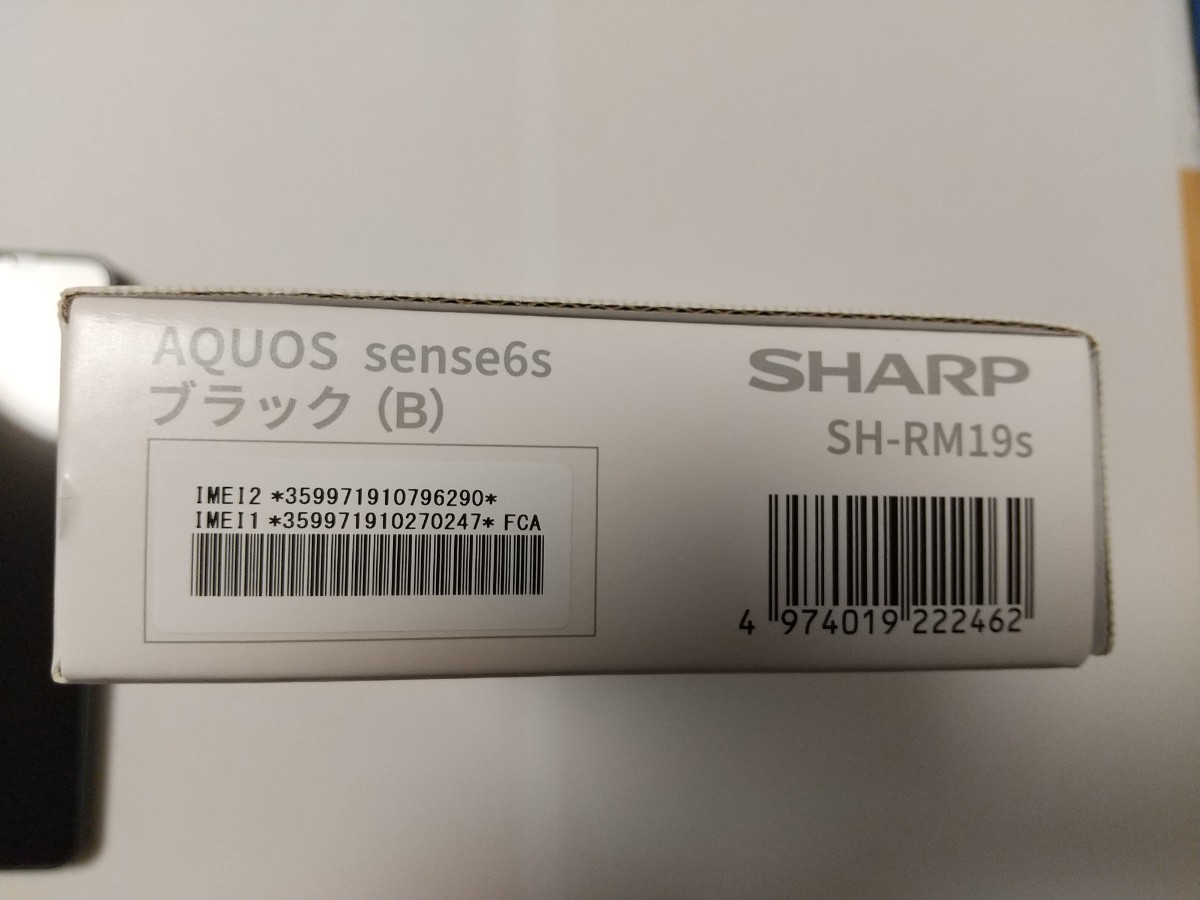 AQUOS sense6s
ブラック (B)
SHARP
SH-RM19s
IMEI2 *359971910796290*
IMEI1 *359971910270247* FCA
4 974019 222462